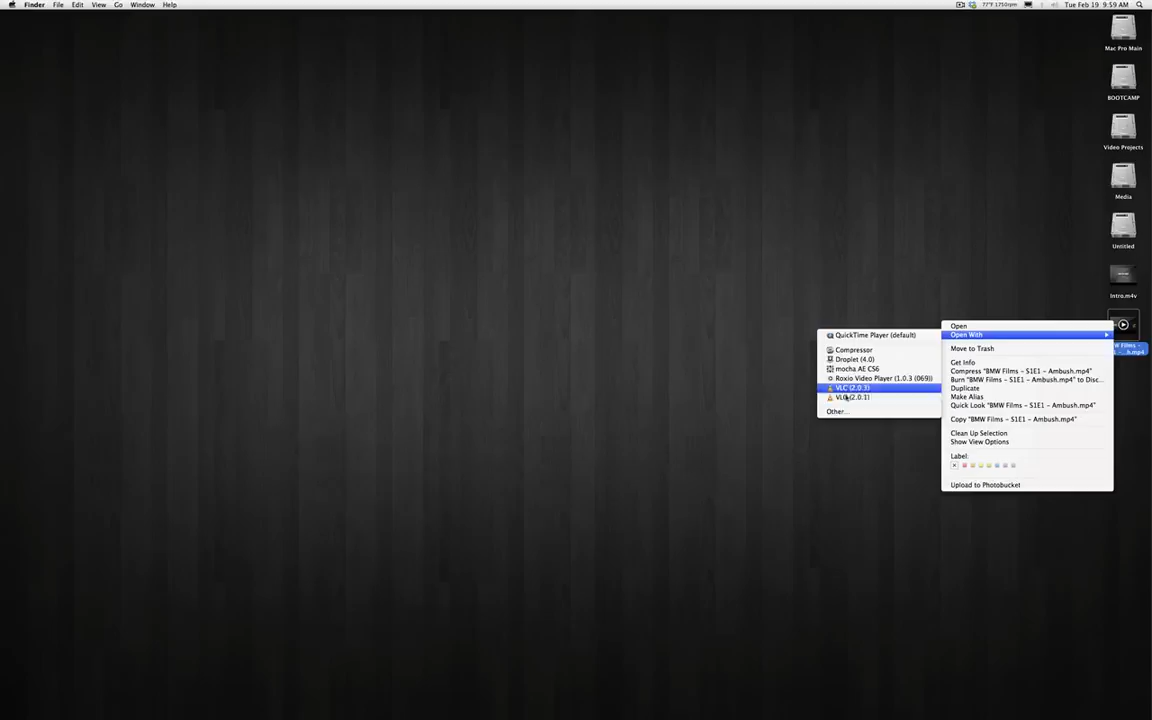 Finder File Edit View Go Window Help
77°F 1750rpm Tue Feb 19 9:59 AM
Mac Pro Main
BOOTCAMP
Video Projects
Media
Untitled
Intro.m4v
W Films -
... h.mp4
Open
Open With
Move to Trash
Get Info
Compress "BMW Films - S1E1 - Ambush.mp4"
Burn "BMW Films - S1E1 - Ambush.mp4" to Disc...
Duplicate
Make Alias
Quick Look "BMW Films - S1E1 - Ambush.mp4"
Copy "BMW Films - S1E1 - Ambush.mp4"
Clean Up Selection
Show View Options
Label:
Upload to Photobucket
QuickTime Player (default)
Compressor
Droplet (4.0)
mocha AE CS6
Roxio Video Player (1.0.3 (069))
VLC (2.0.3)
VLC (2.0.1)
Other...